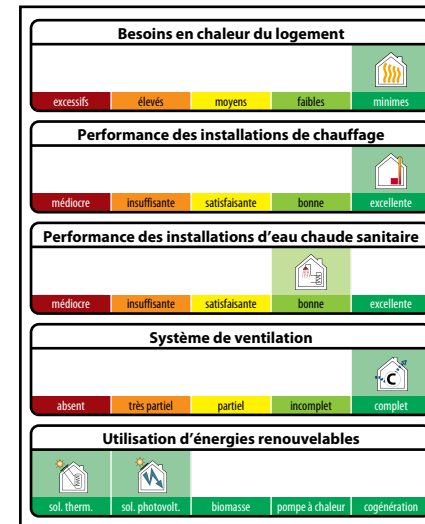 Besoins en chaleur du logement
excessifs élevés moyens faibles minimes
Performance des installations de chauffage
médiocre insuffisante satisfaisante bonne excellente
Performance des installations d’eau chaude sanitaire
médiocre insuffisante satisfaisante bonne excellente
Système de ventilation
C
absent très partiel partiel incomplet complet
Utilisation d’énergies renouvelables
sol. therm. sol. photovolt. biomasse pompe à chaleur cogénération